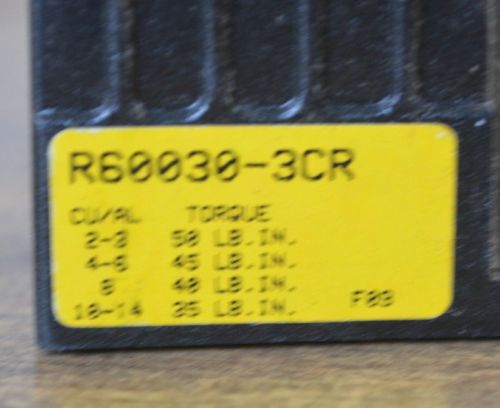 R60030-3CR
CU/AL TORQUE
2-3 50 LB.IN.
4-6 45 LB.IN.
8 40 LB.IN.
10-14 35 LB.IN. F09